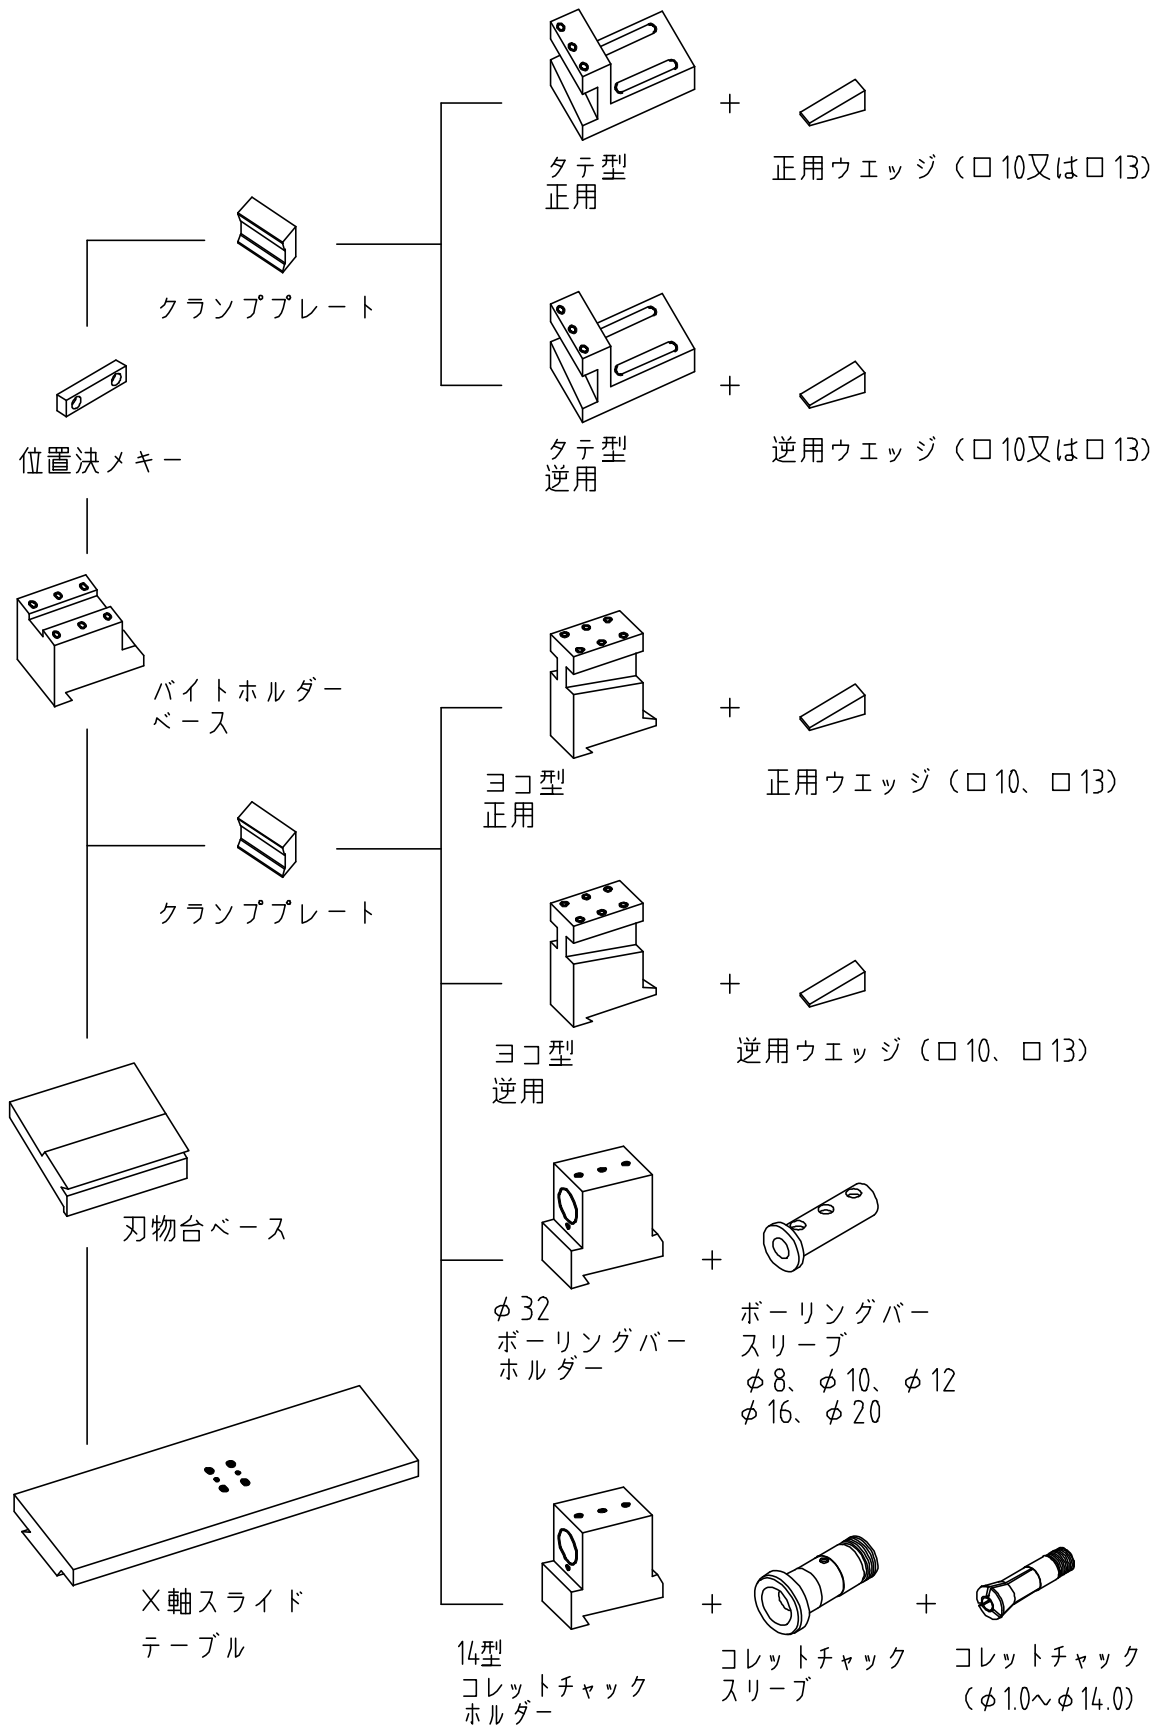 タテ型
正用
+
正用ウエッジ（口10又は口13）
クランププレート
位置決メキー
タテ型
逆用
+
逆用ウエッジ（口10又は口13）
バイトホルダー
ベース
ヨコ型
正用
+
正用ウエッジ（口10、口13）
クランププレート
ヨコ型
逆用
+
逆用ウエッジ（口10、口13）
刃物台ベース
φ32
ボーリングバー
ホルダー
+
ボーリングバー
スリーブ
φ8、φ10、φ12
φ16、φ20
X軸スライド
テーブル
14型
コレットチャック
ホルダー
+
コレットチャック
スリーブ
+
コレットチャック
（φ1.0～φ14.0）